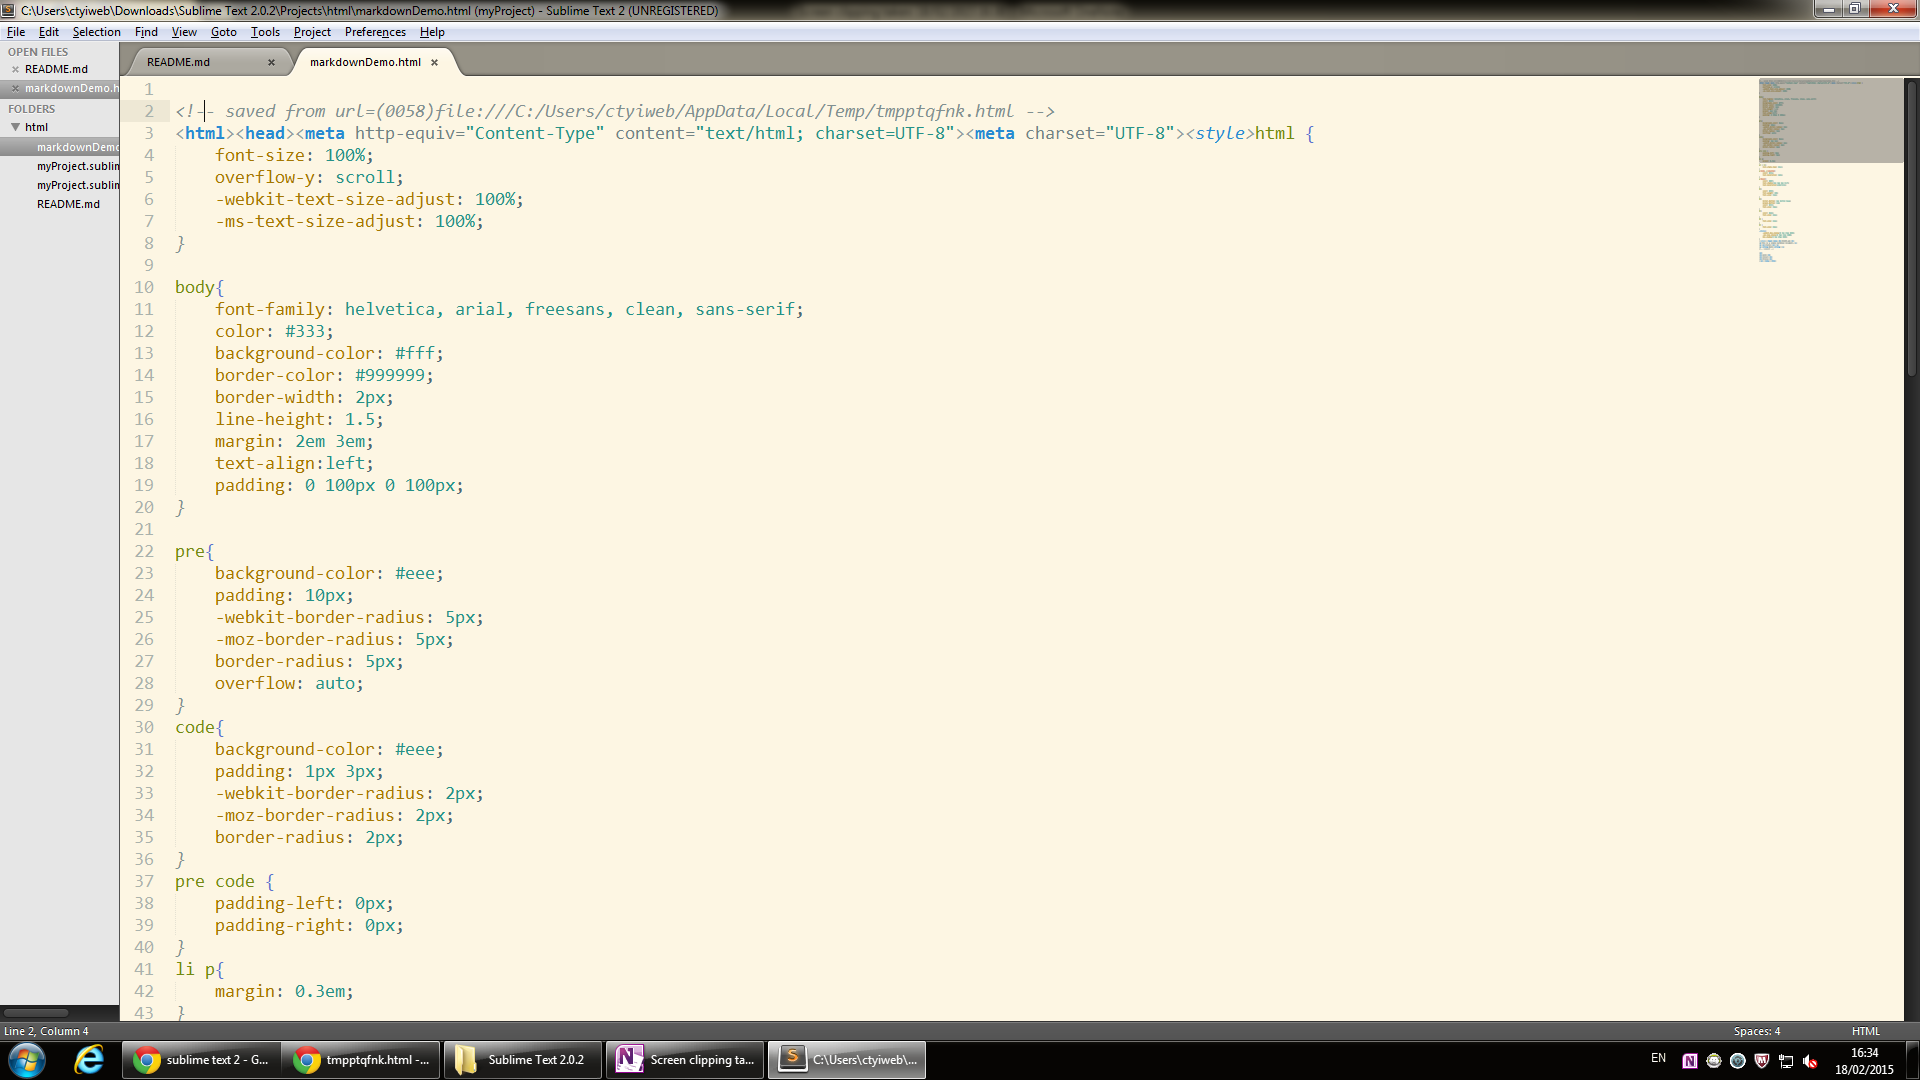 C:\Users\ctyiweb\Downloads\Sublime Text 2.0.2\Projects\html\markdownDemo.html (myProject) - Sublime Text 2 (UNREGISTERED)
File Edit Selection Find View Goto Tools Project Preferences Help
OPEN FILES
README.md
markdownDemo.h
FOLDERS
html
markdownDemo
myProject.sublim
myProject.sublim
README.md
README.md markdownDemo.html
1
2 <!-- saved from url=(0058)file:///C:/Users/ctyiweb/AppData/Local/Temp/tmpptqfnk.html -->
3 <html><head><meta http-equiv="Content-Type" content="text/html; charset=UTF-8"><meta charset="UTF-8"><style>html {
4 font-size: 100%;
5 overflow-y: scroll;
6 -webkit-text-size-adjust: 100%;
7 -ms-text-size-adjust: 100%;
8 }
9
10 body{
11 font-family: helvetica, arial, freesans, clean, sans-serif;
12 color: #333;
13 background-color: #fff;
14 border-color: #999999;
15 border-width: 2px;
16 line-height: 1.5;
17 margin: 2em 3em;
18 text-align:left;
19 padding: 0 100px 0 100px;
20 }
21
22 pre{
23 background-color: #eee;
24 padding: 10px;
25 -webkit-border-radius: 5px;
26 -moz-border-radius: 5px;
27 border-radius: 5px;
28 overflow: auto;
29 }
30 code{
31 background-color: #eee;
32 padding: 1px 3px;
33 -webkit-border-radius: 2px;
34 -moz-border-radius: 2px;
35 border-radius: 2px;
36 }
37 pre code {
38 padding-left: 0px;
39 padding-right: 0px;
40 }
41 li p{
42 margin: 0.3em;
43 }
Line 2, Column 4 Spaces: 4 HTML
sublime text 2 - G... tmpptqfnk.html -... Sublime Text 2.0.2 Screen clipping ta... C:\Users\ctyiweb\... EN 16:34
18/02/2015